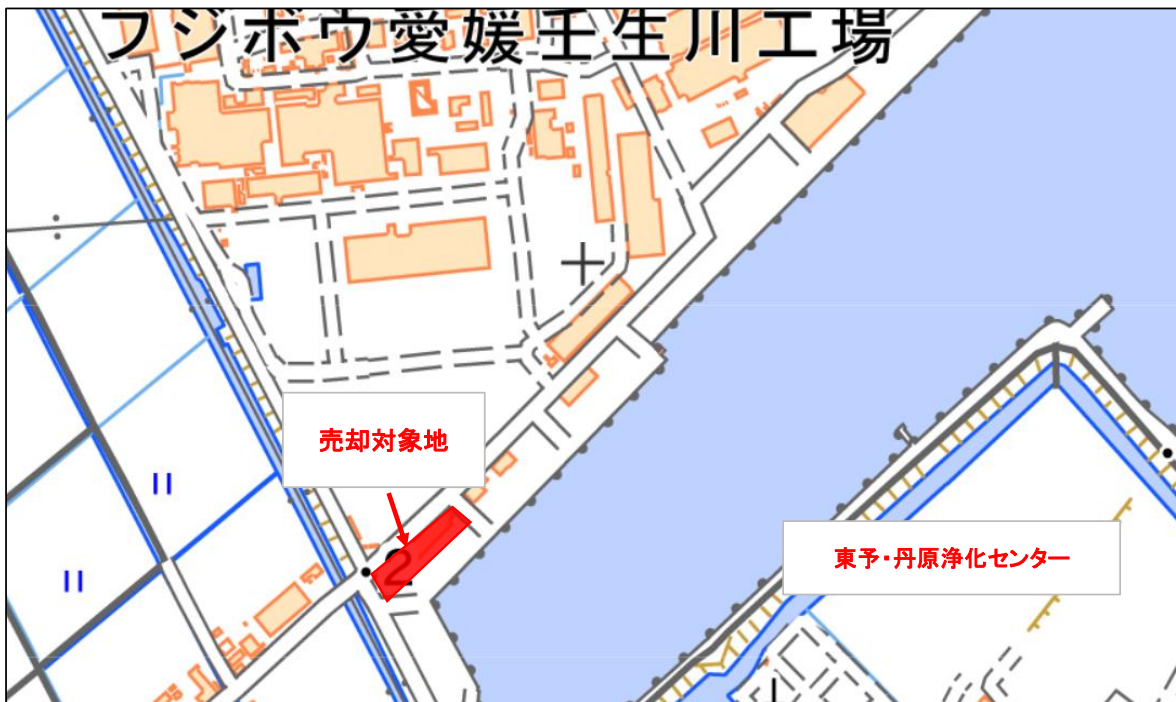 フジボウ愛媛壬生川工場
売却対象地
2
東予・丹原浄化センター